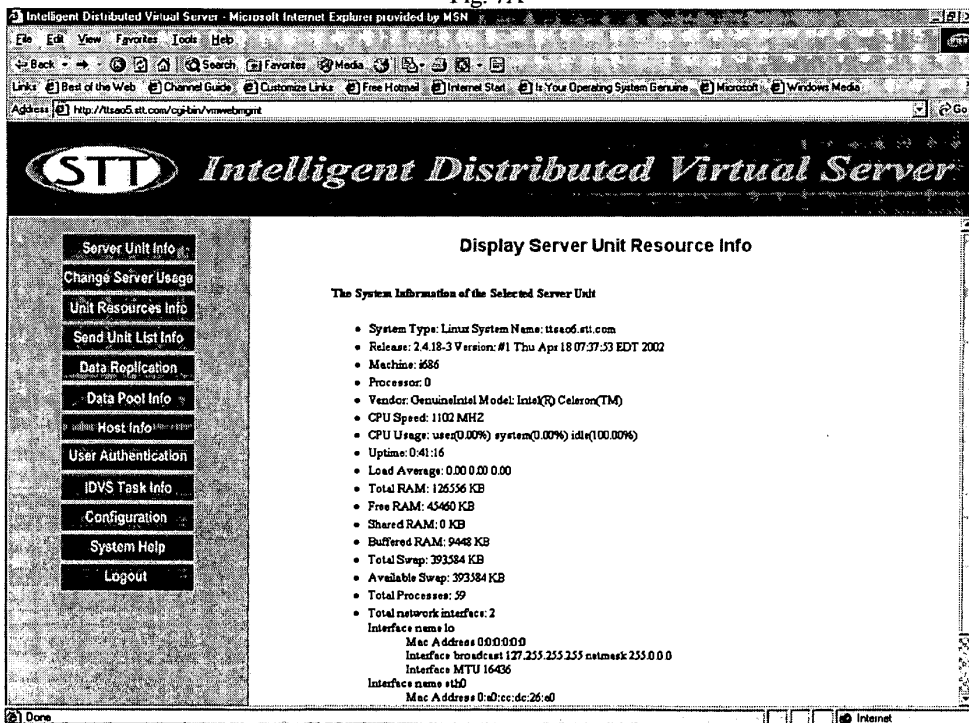 Fig. 7A
Intelligent Distributed Virtual Server - Microsoft Internet Explorer provided by MSN
File Edit View Favorites Tools Help
Back Search Favorites Media
Links Best of the Web Channel Guide Customize Links Free Hotmail Internet Start Is Your Operating System Genuine Microsoft Windows Media
Address http://ttsao5.stt.com/cgi-bin/vmwebmgnt Go
STT Intelligent Distributed Virtual Server
Server Unit Info
Change Server Usage
Unit Resources Info
Send Unit List Info
Data Replication
Data Pool Info
Host Info
User Authentication
IDVS Task Info
Configuration
System Help
Logout
Display Server Unit Resource Info
The System Information of the Selected Server Unit
• System Type: Linux System Name: ttsao6.stt.com
• Release: 2.4.18-3 Version: #1 Thu Apr 18 07:37:53 EDT 2002
• Machine: i686
• Processor: 0
• Vendor: GenuineIntel Model: Intel(R) Celeron(TM)
• CPU Speed: 1102 MHZ
• CPU Usage: user(0.00%) system(0.00%) idle(100.00%)
• Uptime: 0:41:16
• Load Average: 0.00 0.00 0.00
• Total RAM: 126556 KB
• Free RAM: 45460 KB
• Shared RAM: 0 KB
• Buffered RAM: 9448 KB
• Total Swap: 393584 KB
• Available Swap: 393584 KB
• Total Processes: 59
• Total network interface: 2
Interface name lo
Mac Address 0:0:0:0:0:0
Interface broadcast 127.255.255.255 netmask 255.0.0.0
Interface MTU 16436
Interface name eth0
Mac Address 0:a0:cc:dc:26:e0
Done Internet